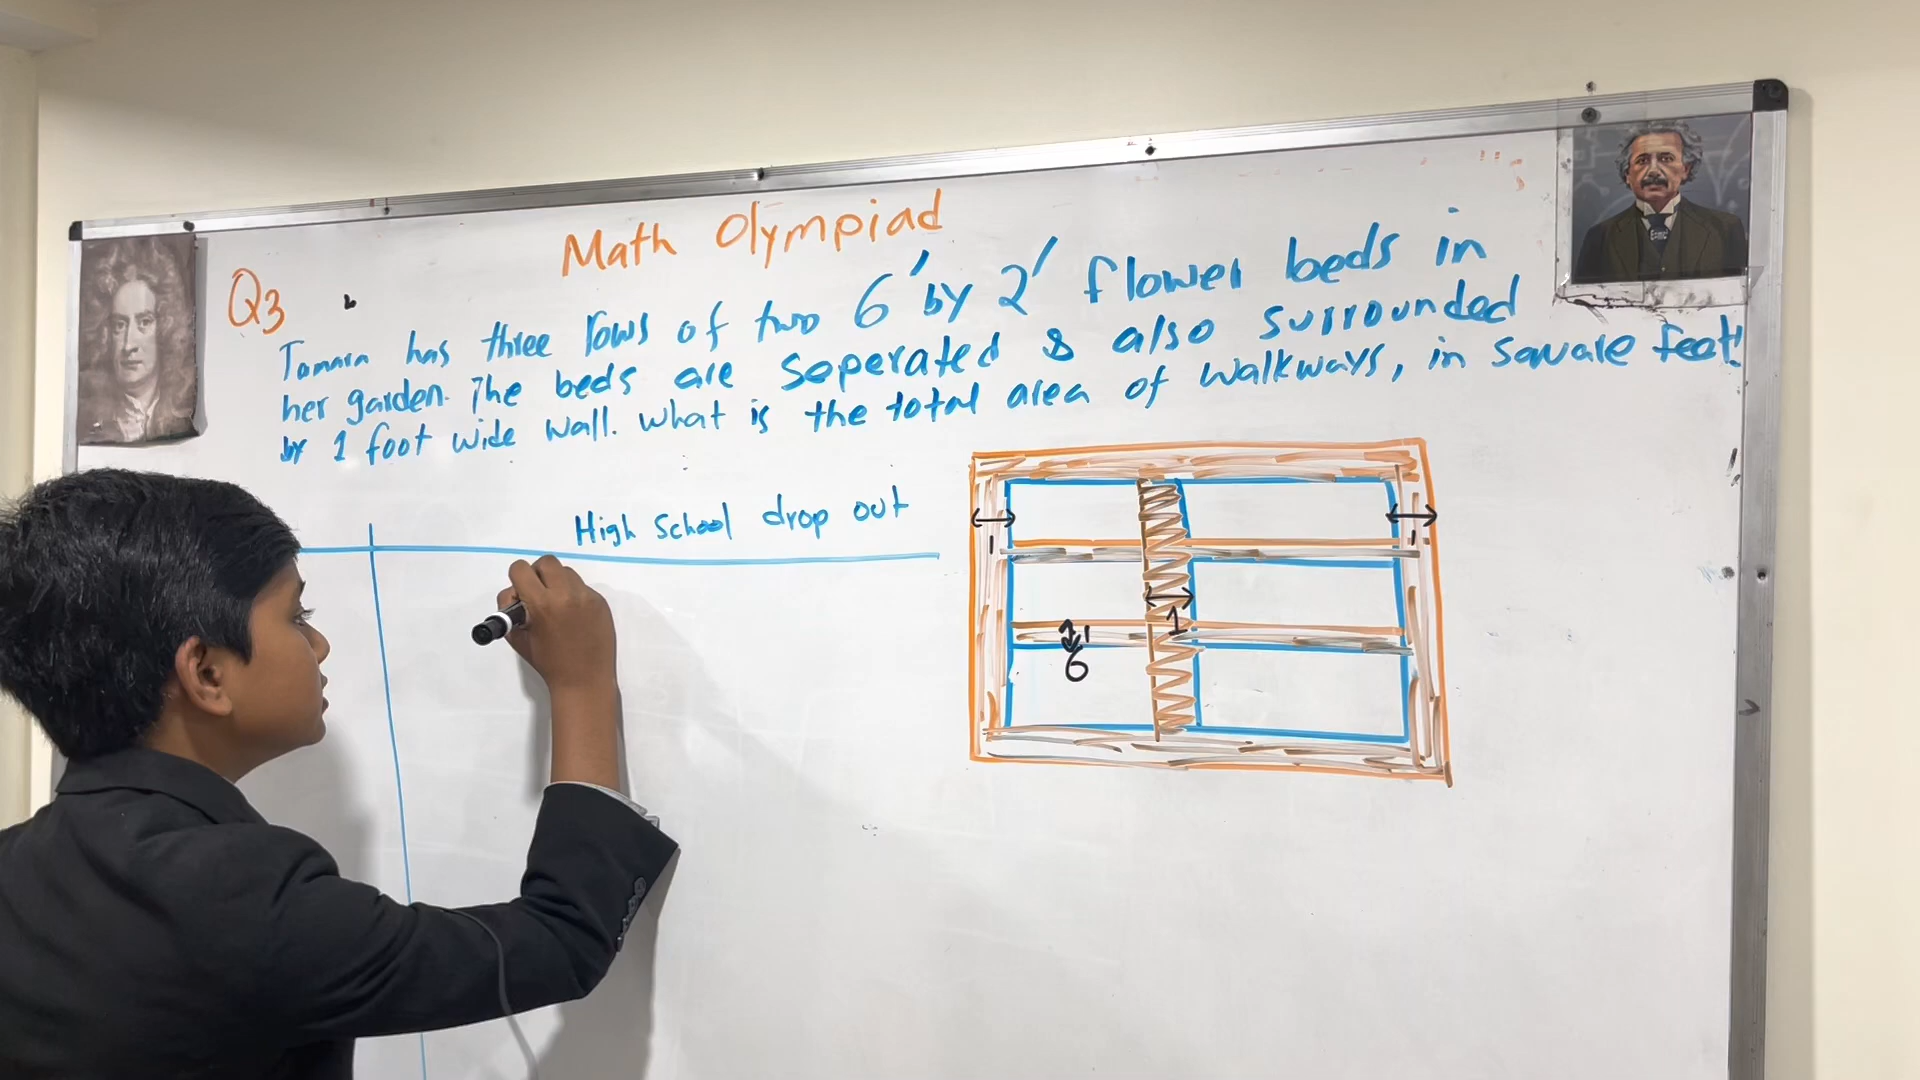 Math Olympiad
Q3
Tamara has three rows of two 6' by 2' flower beds in
her garden. The beds are seperated & also surrounded
by 1 foot wide wall. what is the total area of walkways, in square feet!
High School drop out
1
1
1
1'
6